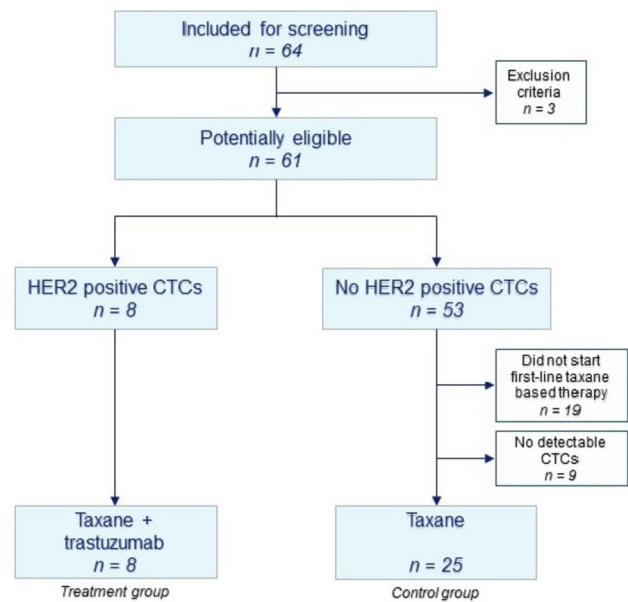 Included for screening
n = 64
Exclusion
criteria
n = 3
Potentially eligible
n = 61
HER2 positive CTCs
n = 8
No HER2 positive CTCs
n = 53
Did not start
first-line taxane
based therapy
n = 19
No detectable
CTCs
n = 9
Taxane +
trastuzumab
n = 8
Taxane
n = 25
Treatment group
Control group